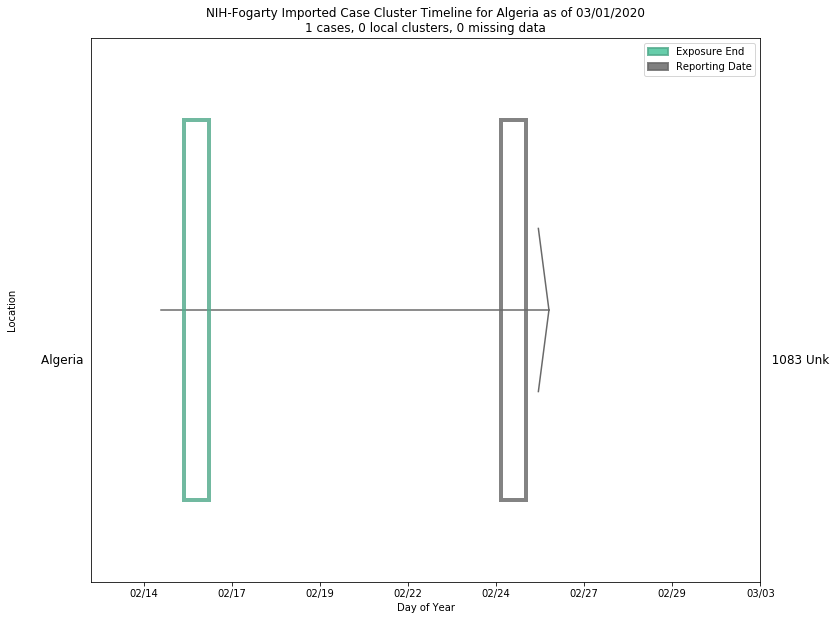 NIH-Fogarty Imported Case Cluster Timeline for Algeria as of 03/01/2020
1 cases, 0 local clusters, 0 missing data
Exposure End
Reporting Date
Location
Algeria
1083 Unk
02/14 02/17 02/19 02/22 02/24 02/27 02/29 03/03
Day of Year